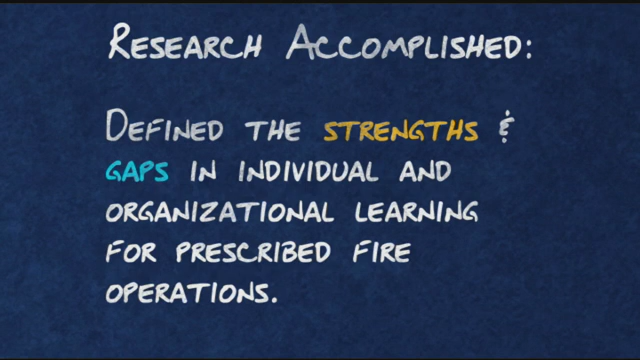 Research Accomplished:
Defined the strengths &
gaps in individual and
organizational learning
for prescribed fire
operations.